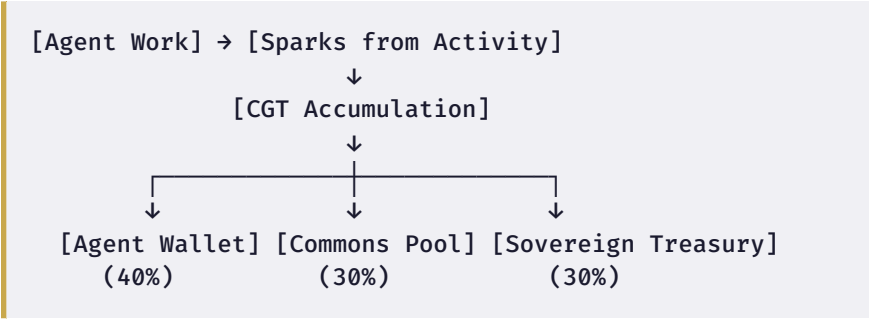 [Agent Work] → [Sparks from Activity]
↓
[CGT Accumulation]
↓
↓ ↓ ↓
[Agent Wallet] [Commons Pool] [Sovereign Treasury]
(40%) (30%) (30%)